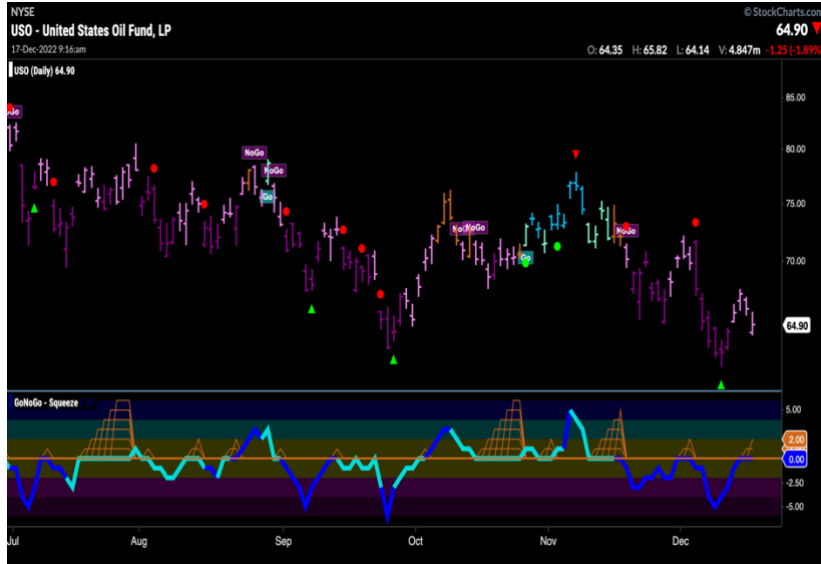 NYSE
© StockCharts.com
USO - United States Oil Fund, LP
64.90
17-Dec-2022 9:16:am
O: 64.35 H: 65.82 L: 64.14 V: 4.847m -1.25 (-1.89%)
USO (Daily) 64.90
85.00
80.00
NoGo
NoGo
Go
75.00
NoGo
NoGo
Go
70.00
64.90
GoNoGo - Squeeze
5.00
2.00
0.00
-2.50
-5.00
Jul
Aug
Sep
Oct
Nov
Dec